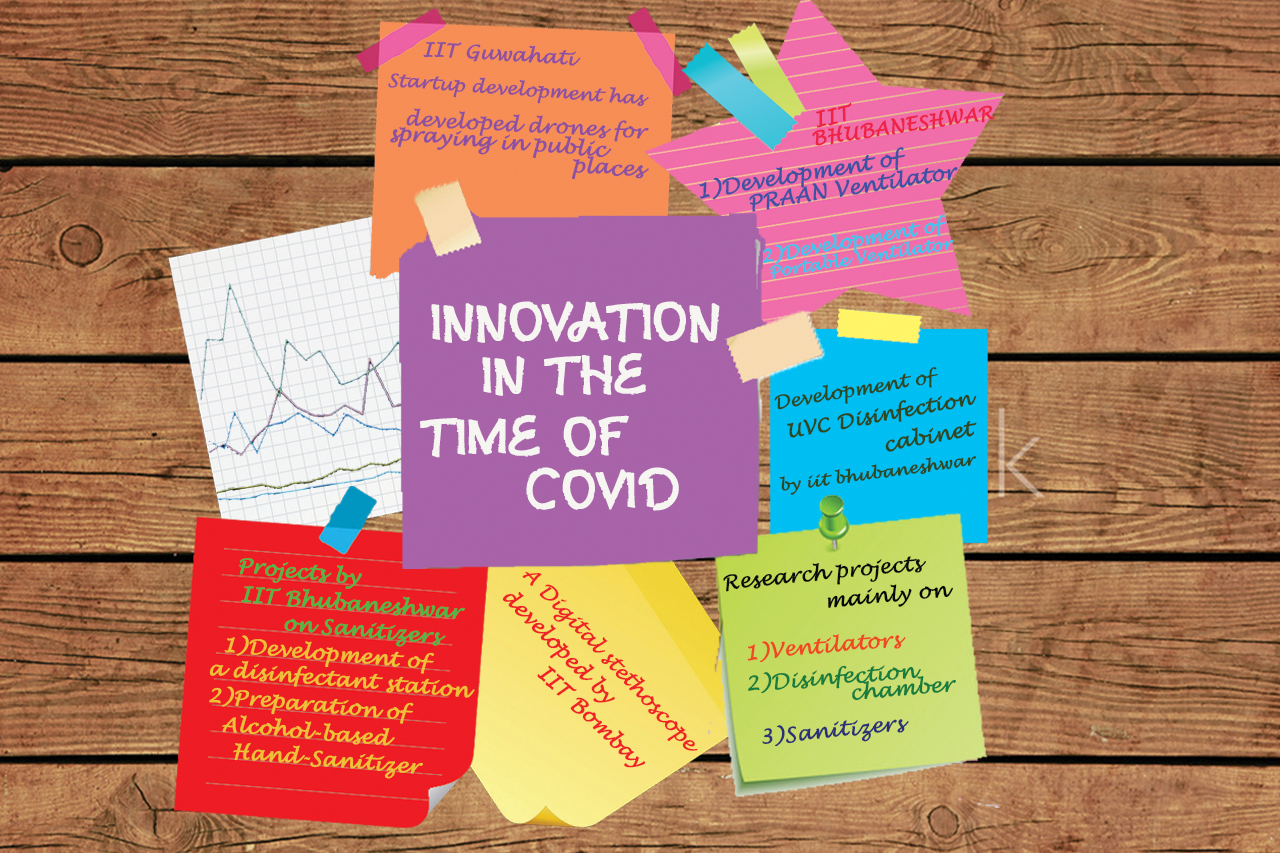 IIT Guwahati
Startup development has
developed drones for
spraying in public
places
IIT
BHUBANESHWAR
1)Development of
PRAAN Ventilator
2)Development of
Portable Ventilator
INNOVATION
IN THE
TIME OF
COVID
Development of
UVC Disinfection
cabinet
by iit bhubaneshwar
k
Projects by
IIT Bhubaneshwar
on Sanitizers
1)Development of
a disinfectant station
2)Preparation of
Alcohol-based
Hand-Sanitizer
A Digital stethoscope
developed by
IIT Bombay
Research projects
mainly on
1)Ventilators
2)Disinfection
chamber
3)Sanitizers